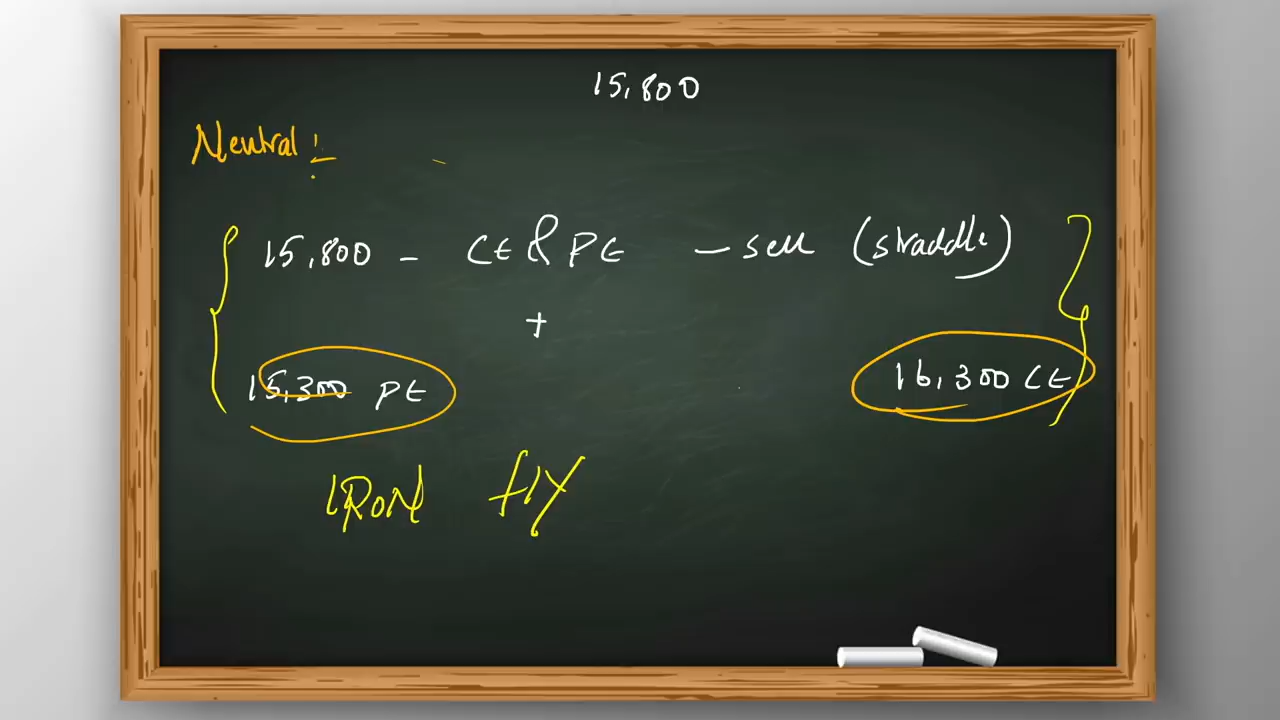 15,800
Neutral :-
15,800 - CE & PE - sell (straddle)
+
15,300 PE 16,300 CE
IRON fly